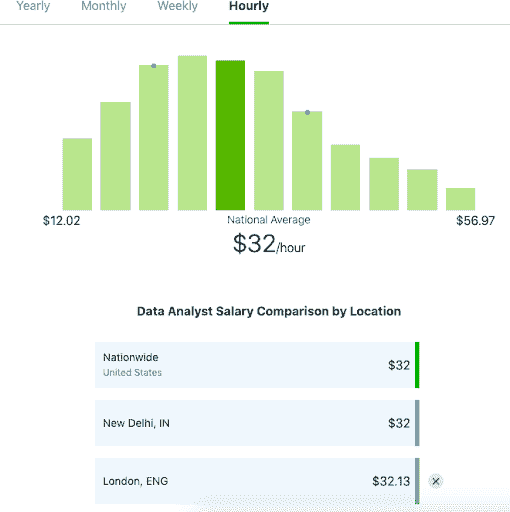 Yearly Monthly Weekly Hourly
$12.02 National Average $56.97
$32/hour
Data Analyst Salary Comparison by Location
Nationwide $32
United States
New Delhi, IN $32
London, ENG $32.13